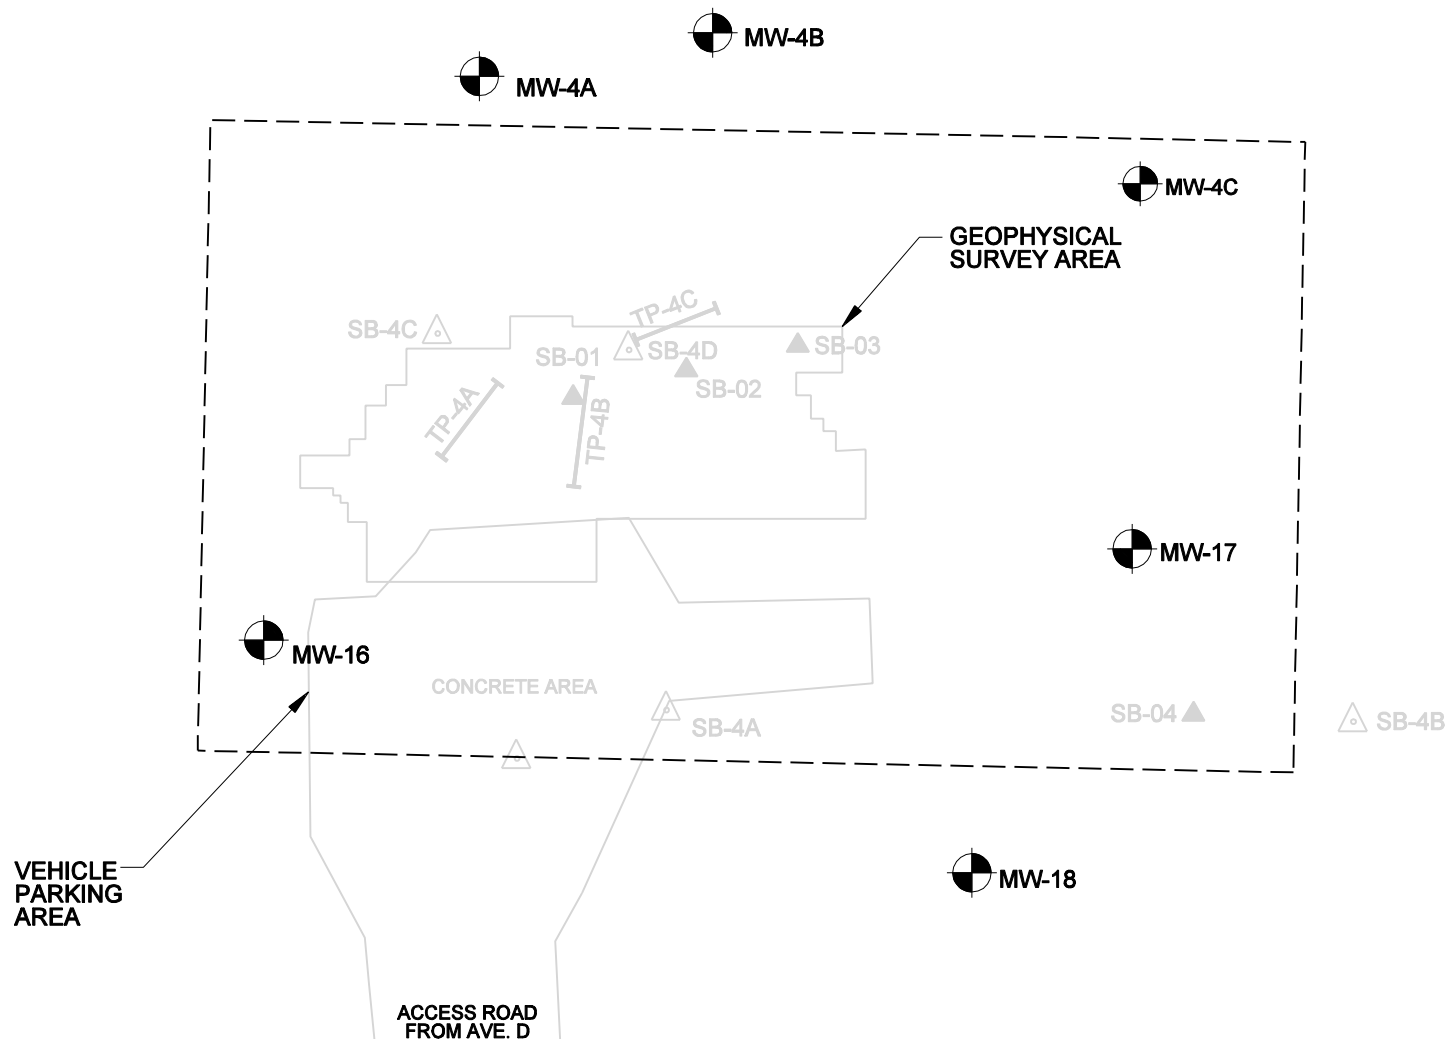 MW-4B
MW-4A
MW-4C
GEOPHYSICAL
SURVEY AREA
TP-4C
SB-4C
SB-03
SB-01
SB-4D
SB-02
TP-4A
TP-4B
MW-17
MW-16
CONCRETE AREA
SB-04
SB-4B
SB-4A
VEHICLE
PARKING
AREA
MW-18
ACCESS ROAD
FROM AVE. D